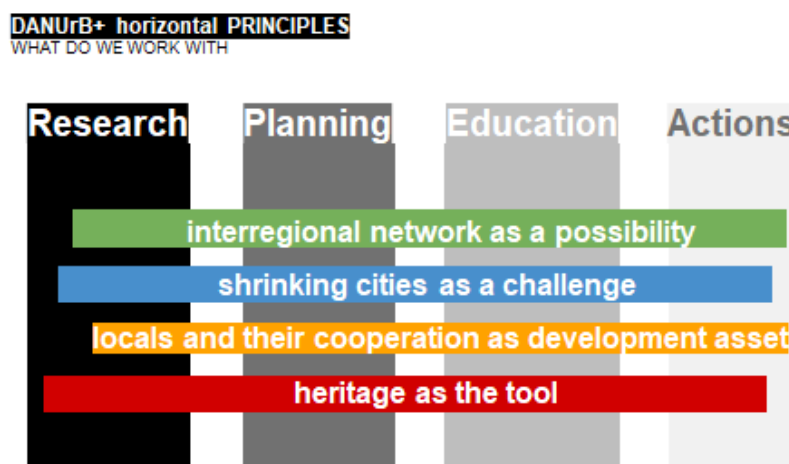 DANUrB+ horizontal PRINCIPLES
WHAT DO WE WORK WITH
Research Planning Education Actions
interregional network as a possibility
shrinking cities as a challenge
locals and their cooperation as development asset
heritage as the tool